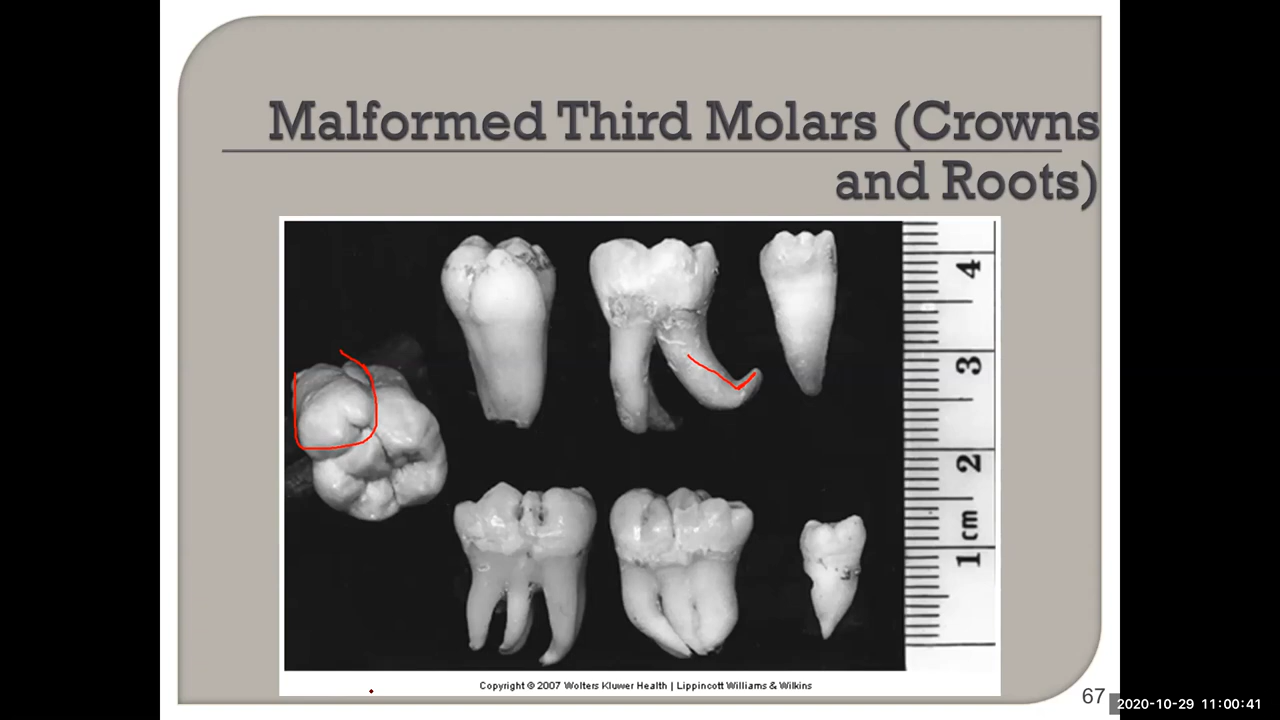 Malformed Third Molars (Crowns
and Roots)
4
3
2
1 cm
Copyright © 2007 Wolters Kluwer Health | Lippincott Williams & Wilkins
67
2020-10-29 11:00:41